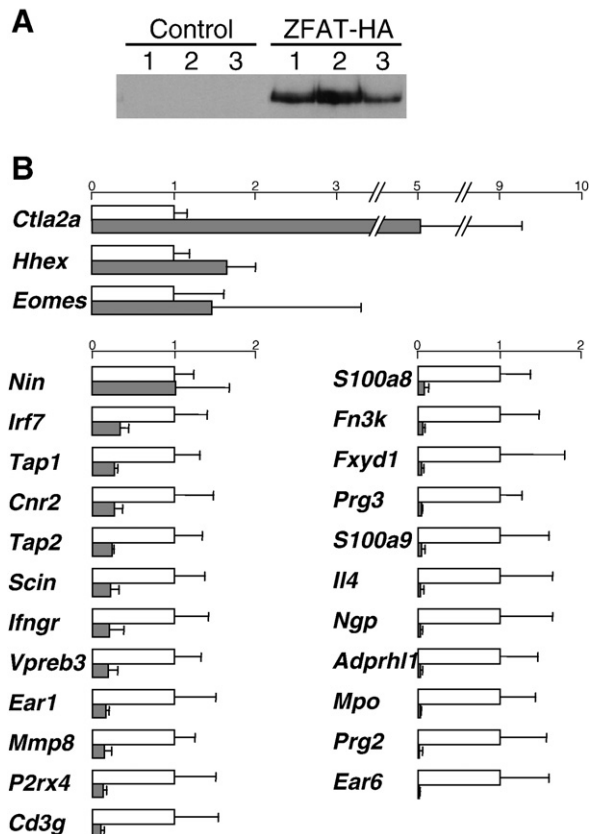 A
Control ZFAT-HA
1 2 3 1 2 3
B
0 1 2 3 5 9 10
Ctla2a
Hhex
Eomes
0 1 2
Nin
Irf7
Tap1
Cnr2
Tap2
Scin
Ifngr
Vpreb3
Ear1
Mmp8
P2rx4
Cd3g
0 1 2
S100a8
Fn3k
Fxyd1
Prg3
S100a9
Il4
Ngp
Adprhl1
Mpo
Prg2
Ear6